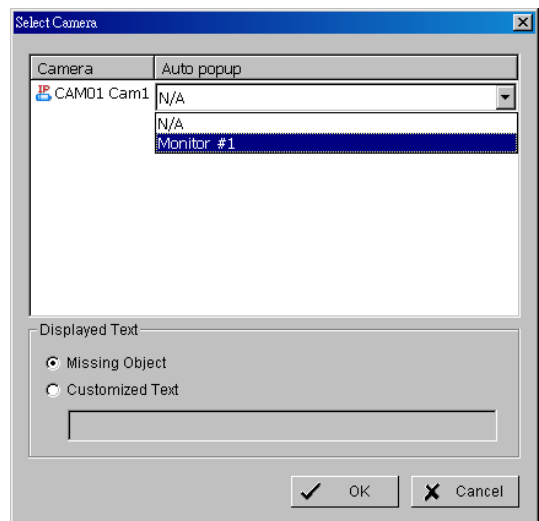 Select Camera
Camera Auto popup
IP CAM01 Cam1 N/A
N/A
Monitor #1
Displayed Text
Missing Object
Customized Text
OK Cancel